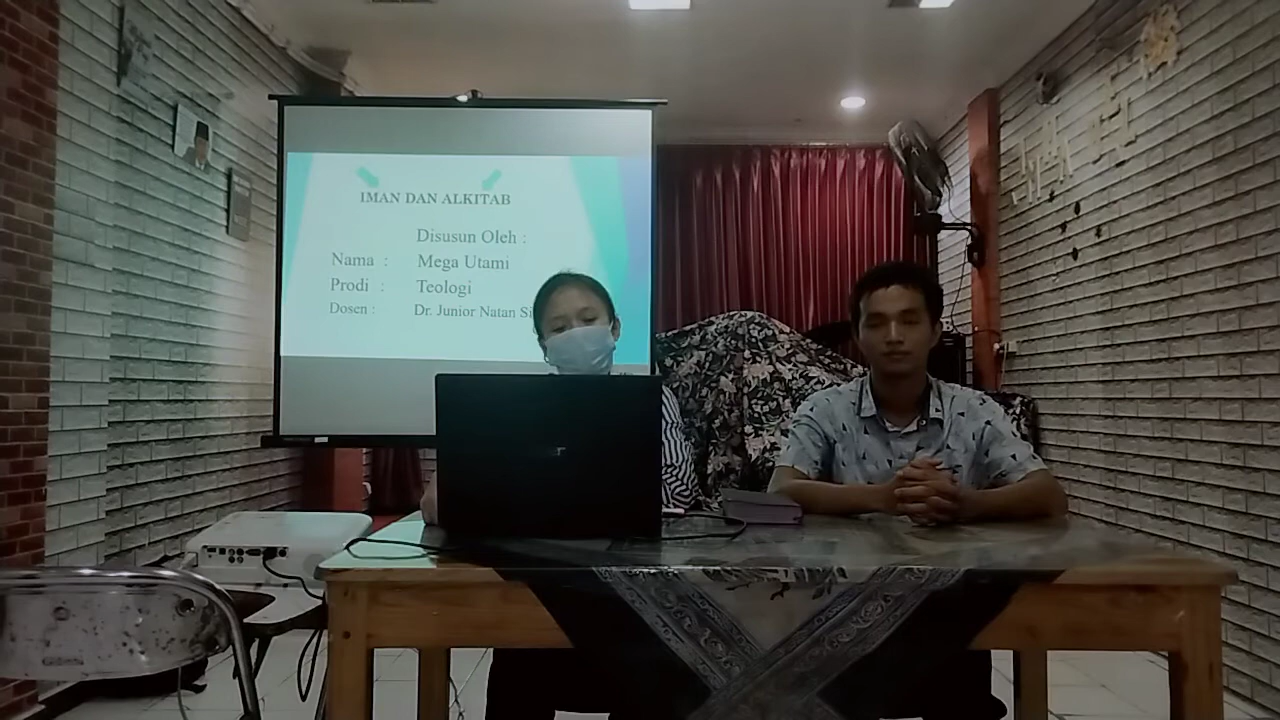 IMAN DAN ALKITAB
Disusun Oleh :
Nama : Mega Utami
Prodi : Teologi
Dosen : Dr. Junior Natan